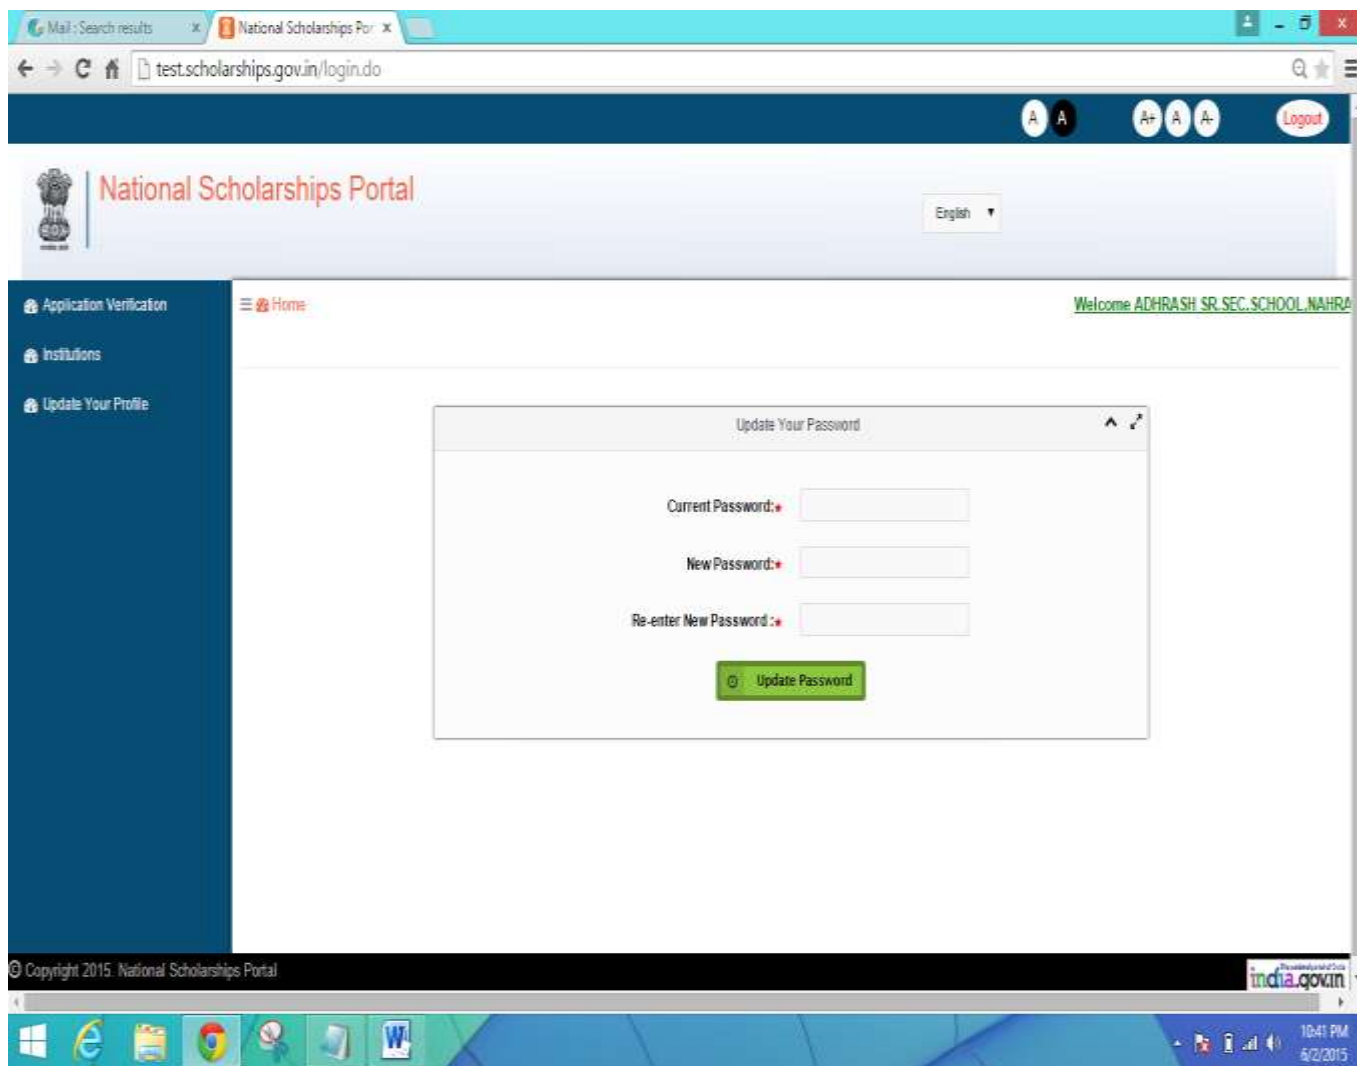 Mail : Search results
National Scholarships Por
test.scholarships.gov.in/login.do
A A A+ A A- Logout
National Scholarships Portal
English
Application Verification
Home
Welcome ADHRASH SR.SEC.SCHOOL,NAHRA
Institutions
Update Your Profile
Update Your Password
Current Password:*
New Password:*
Re-enter New Password :*
Update Password
© Copyright 2015. National Scholarships Portal
india.gov.in
10:41 PM
6/2/2015